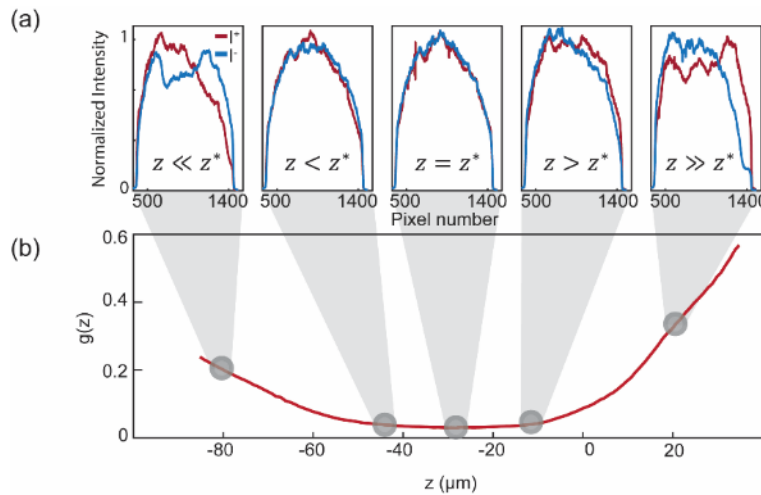 (a)
Normalized Intensity
1
0
I+
I-
z ≪ z*
z < z*
z = z*
z > z*
z ≫ z*
500 1400 500 1400 500 1400 500 1400 500 1400
Pixel number
(b)
g(z)
0.6
0.4
0.2
0
-80 -60 -40 -20 0 20
z (μm)